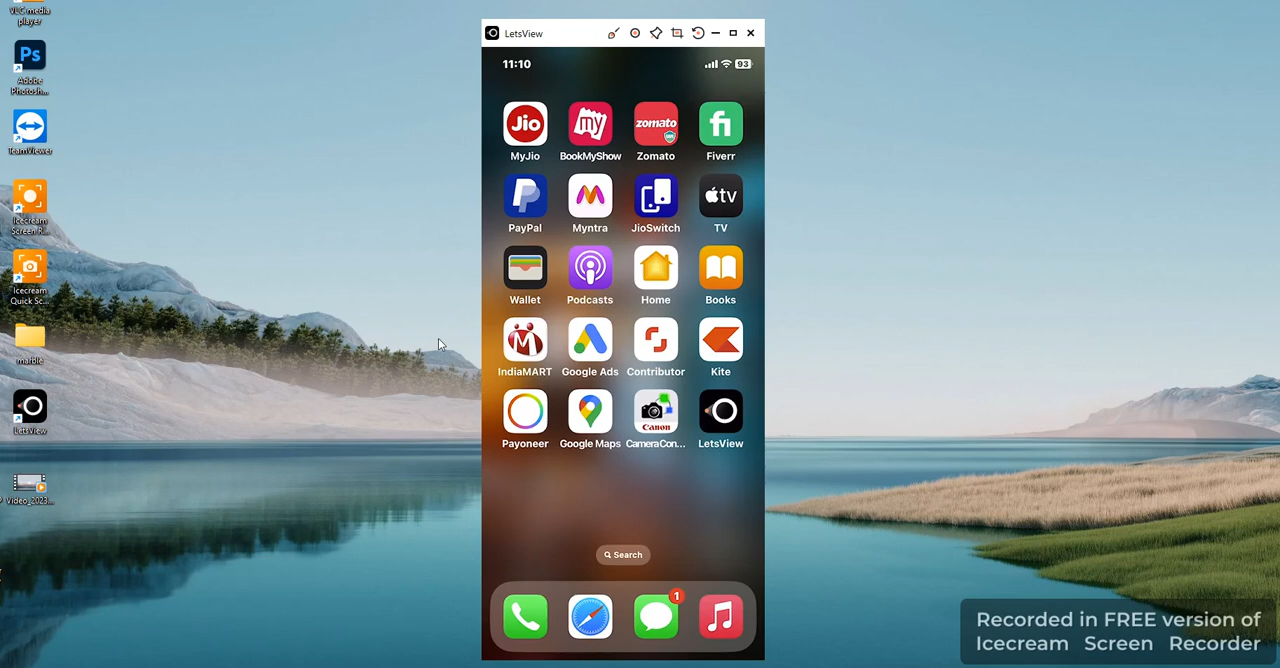 VLC media
player
Ps
Adobe
Photosh...
TeamViewer
Icecream
Screen R...
Icecream
Quick Sc...
marble
LetsView
Video_2023...
LetsView
11:10
93
Jio
my
zomato
fi
MyJio
BookMyShow
Zomato
Fiverr
tv
PayPal
Myntra
JioSwitch
TV
Wallet
Podcasts
Home
Books
IndiaMART
Google Ads
Contributor
Kite
Canon
Payoneer
Google Maps
CameraCon...
LetsView
Search
1
Recorded in FREE version of
Icecream Screen Recorder